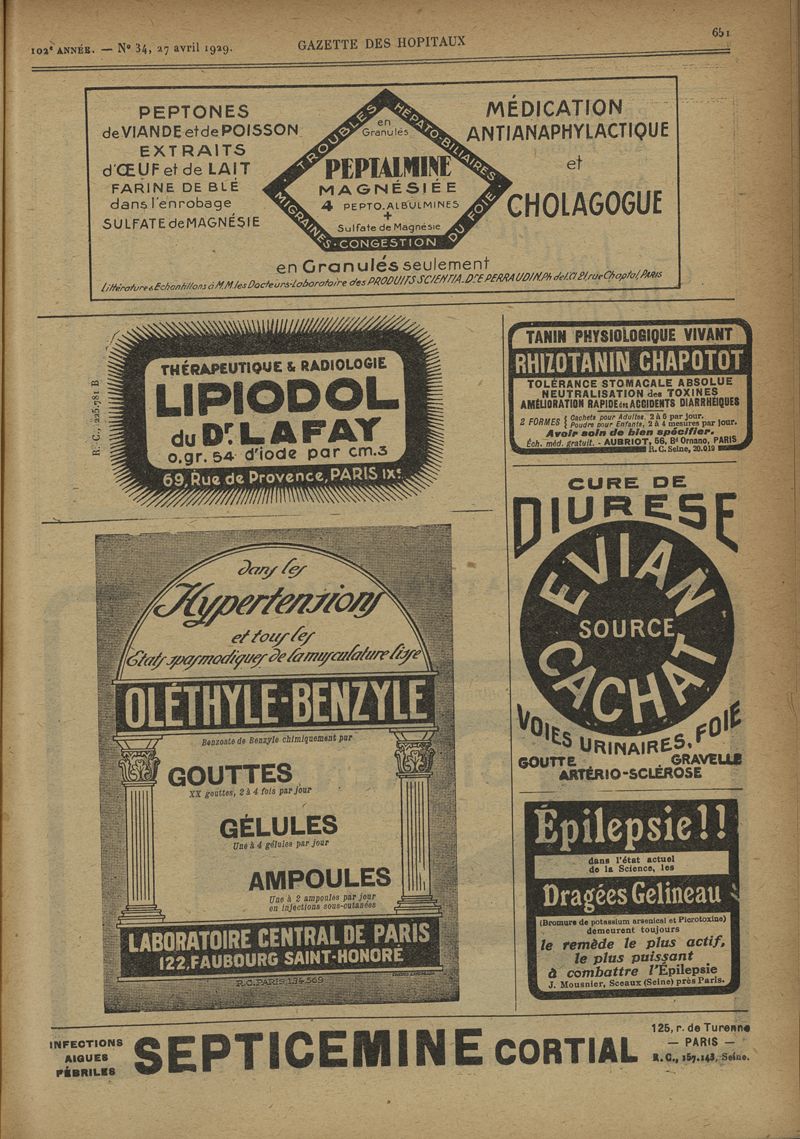 102e ANNÉE. — No 34, 27 avril 1929.
GAZETTE DES HOPITAUX
651
PEPTONES
de VIANDE et de POISSON
EXTRAITS
d'ŒUF et de LAIT
FARINE DE BLÉ
dans l'enrobage
SULFATE de MAGNÉSIE
TROUBLES HÉPATO-BILIAIRES
en
Granulés
PEPTALMINE
MAGNÉSIÉE
4 PEPTO.ALBULMINES
+
Sulfate de Magnésie
MIGRAINES - CONGESTION DU FOIE
MÉDICATION
ANTIANAPHYLACTIQUE
et
CHOLAGOGUE
en Granulés seulement
Littérature & Echantillons à M.M. les Docteurs-Laboratoire des PRODUITS SCIENTIA. Dr E. PERRAUDIN. Ph. de 1. Cl. 21, rue Chaptal, PARIS
R. C., 225.781 B
THÉRAPEUTIQUE & RADIOLOGIE
LIPIODOL
du Dr. LAFAY
0.gr. 54 d'iode par cm.3
69, Rue de Provence, PARIS IXe.
TANIN PHYSIOLOGIQUE VIVANT
RHIZOTANIN CHAPOTOT
TOLÉRANCE STOMACALE ABSOLUE
NEUTRALISATION des TOXINES
AMÉLIORATION RAPIDE des ACCIDENTS DIARRHÉIQUES
2 FORMES { Cachets pour Adultes, 2 à 6 par jour.
Poudre pour Enfants, 2 à 4 mesures par jour.
Avoir soin de bien spécifier.
Éch. méd. gratuit. - AUBRIOT, 56, Bd Ornano, PARIS
R. C. Seine, 20.019
CURE DE
DIURESE
EVIAN
SOURCE
CACHAT
VOIES URINAIRES, FOIE
GOUTTE GRAVELLE
ARTÉRIO-SCLÉROSE
dans les
Hypertensions
et tous les
États spasmodiques de la musculature lisse
OLÉTHYLE-BENZYLE
Benzoate de Benzyle chimiquement pur
GOUTTES
XX gouttes, 2 à 4 fois par jour
GÉLULES
Une à 4 gélules par jour
AMPOULES
Une à 2 ampoules par jour
en injections sous-cutanées
LABORATOIRE CENTRAL DE PARIS
122, FAUBOURG SAINT-HONORÉ
R.C. PARIS 134.569
Épilepsie!!
dans l'état actuel
de la Science, les
Dragées Gelineau
(Bromure de potassium arsenical et Picrotoxine)
demeurent toujours
le remède le plus actif,
le plus puissant
à combattre l'Épilepsie
J. Mousnier, Sceaux (Seine) près Paris.
INFECTIONS
AIGUES
FÉBRILES
SEPTICEMINE CORTIAL
125, r. de Turenne
— PARIS —
R. C., 157.143, Seine.